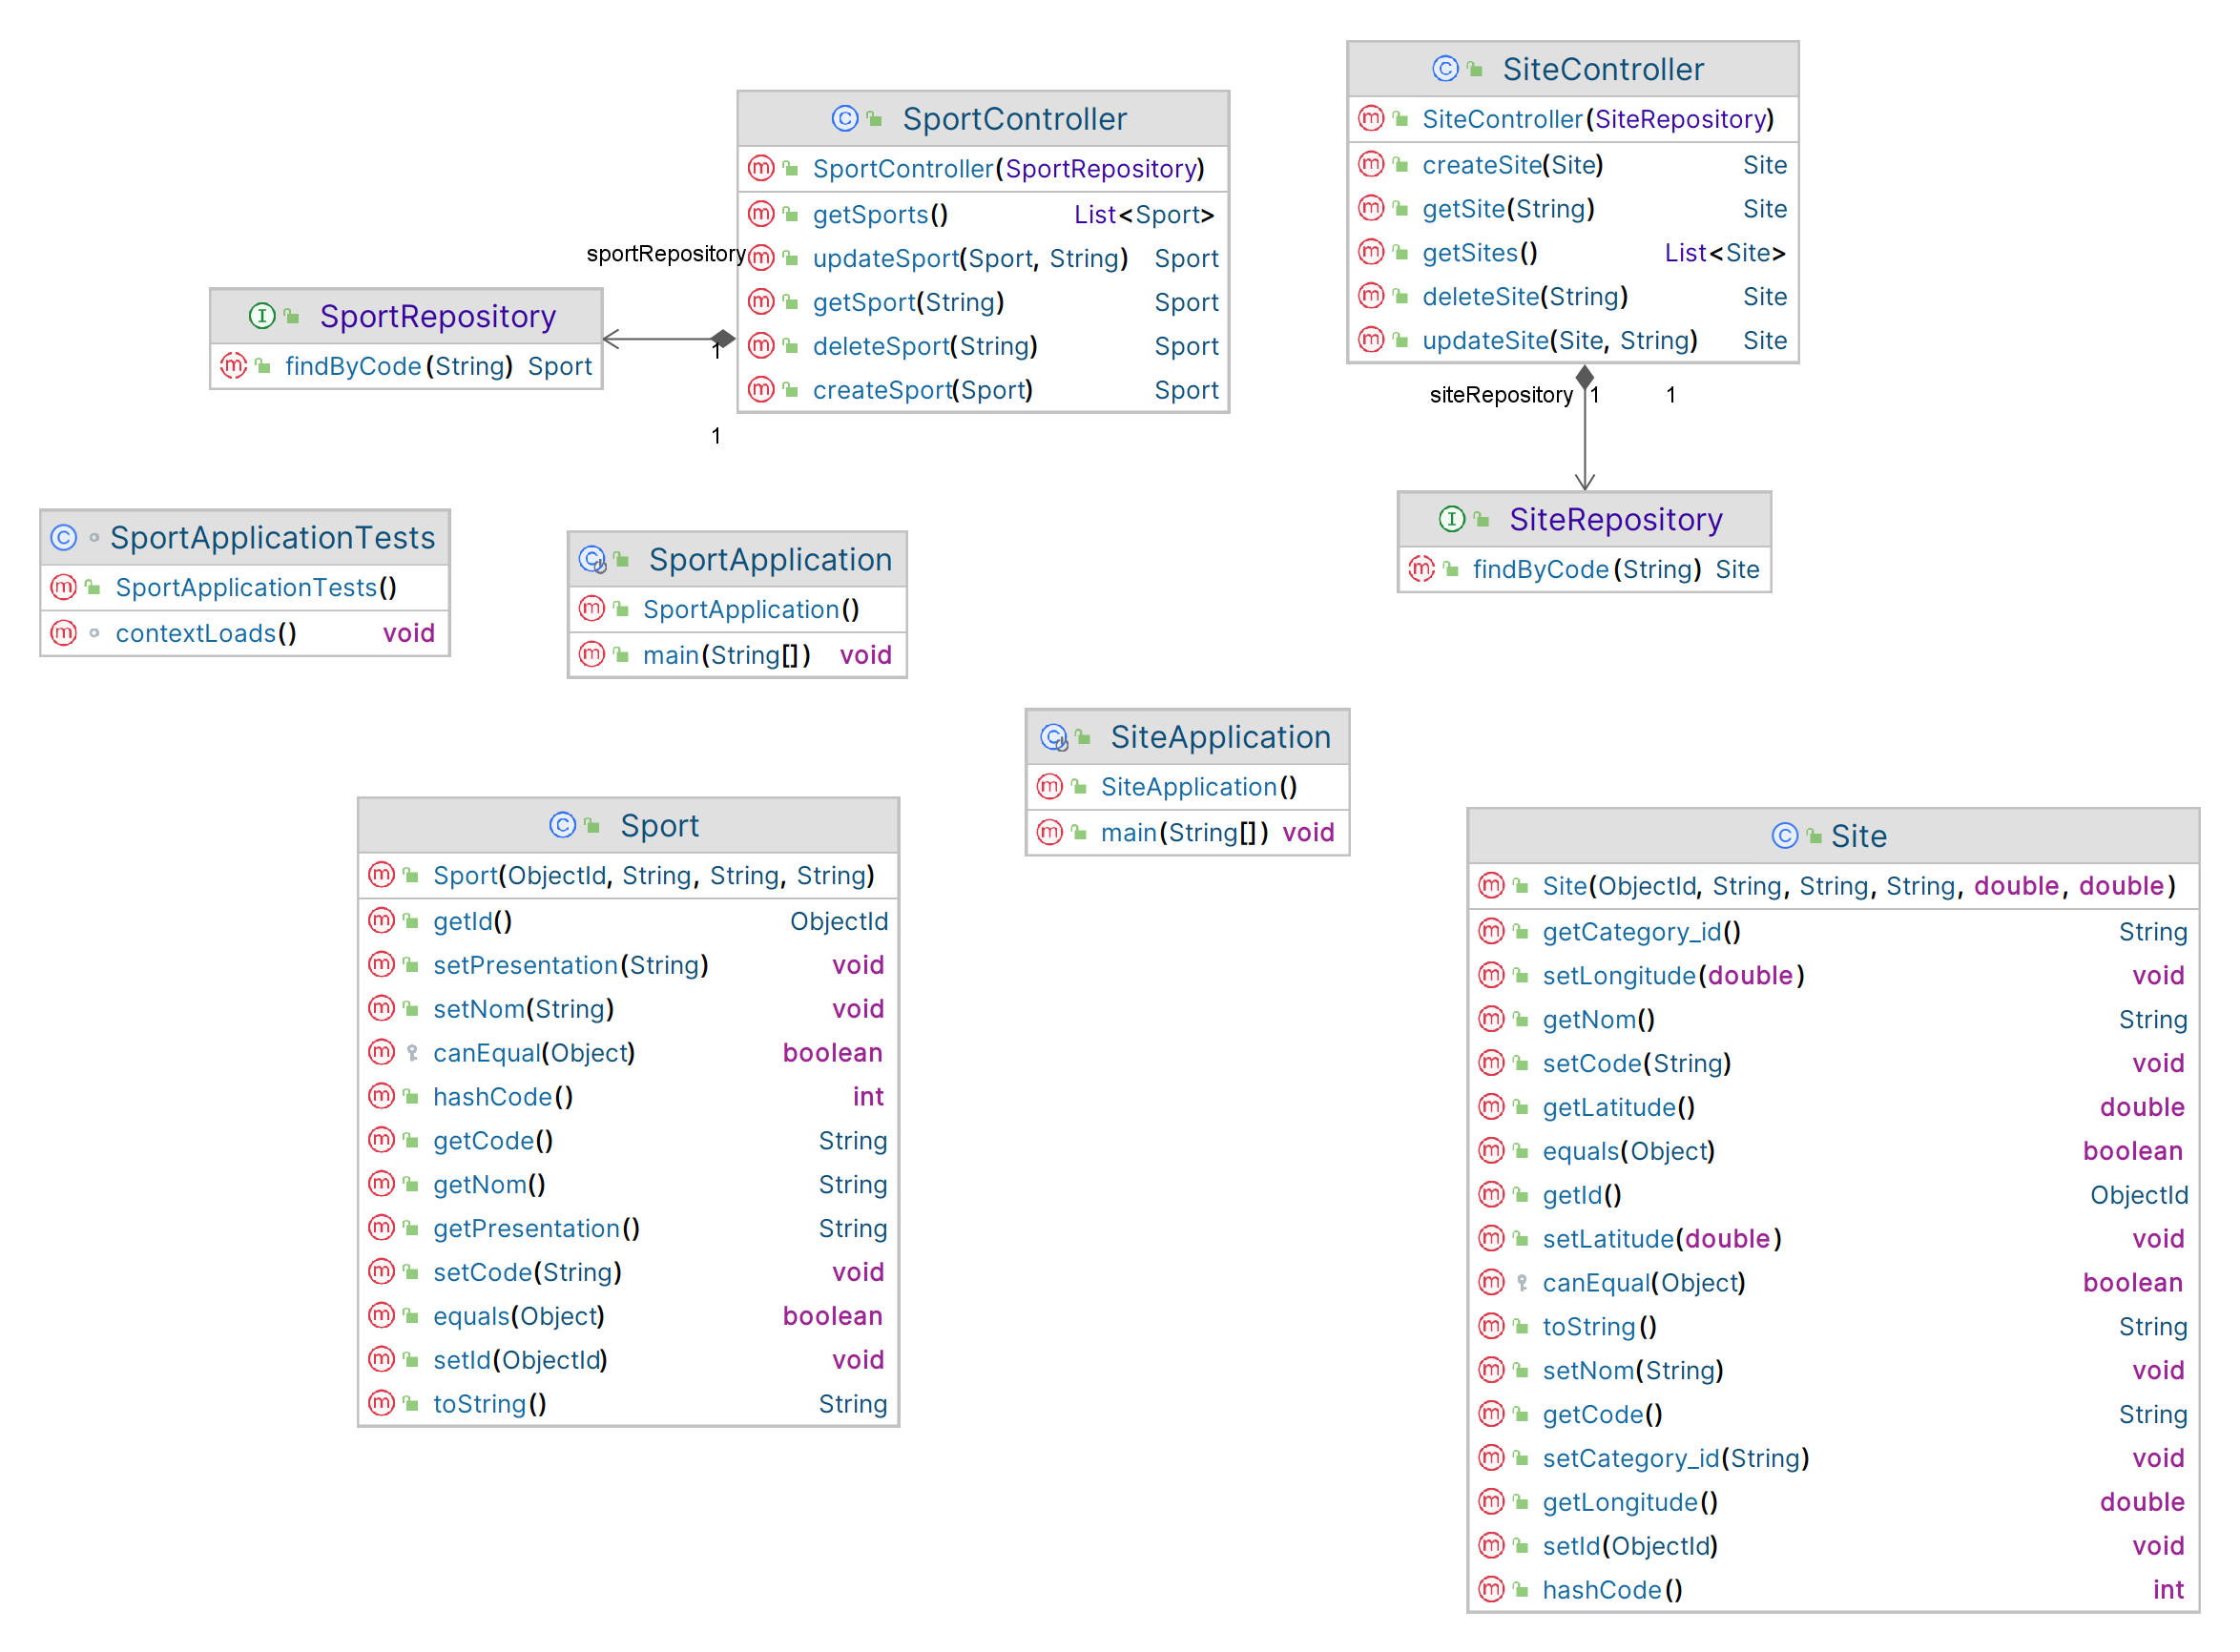 SiteController
SiteController(SiteRepository)
createSite(Site) Site
getSite(String) Site
getSites() List<Site>
deleteSite(String) Site
updateSite(Site, String) Site
SportController
SportController(SportRepository)
getSports() List<Sport>
updateSport(Sport, String) Sport
getSport(String) Sport
deleteSport(String) Sport
createSport(Sport) Sport
sportRepository
1
1
SportRepository
findByCode(String) Sport
siteRepository 1 1
SiteRepository
findByCode(String) Site
SportApplicationTests
SportApplicationTests()
contextLoads() void
SportApplication
SportApplication()
main(String[]) void
SiteApplication
SiteApplication()
main(String[]) void
Sport
Sport(ObjectId, String, String, String)
getId() ObjectId
setPresentation(String) void
setNom(String) void
canEqual(Object) boolean
hashCode() int
getCode() String
getNom() String
getPresentation() String
setCode(String) void
equals(Object) boolean
setId(ObjectId) void
toString() String
Site
Site(ObjectId, String, String, String, double, double)
getCategory_id() String
setLongitude(double) void
getNom() String
setCode(String) void
getLatitude() double
equals(Object) boolean
getId() ObjectId
setLatitude(double) void
canEqual(Object) boolean
toString() String
setNom(String) void
getCode() String
setCategory_id(String) void
getLongitude() double
setId(ObjectId) void
hashCode() int